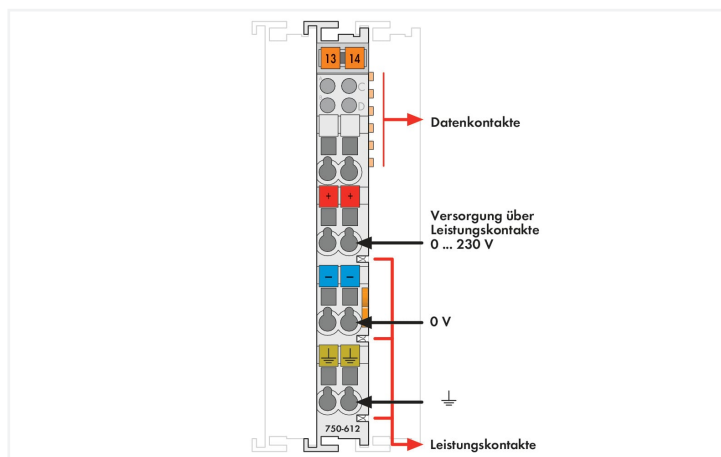 13 14
C
D
Datenkontakte
+ +
Versorgung über
Leistungskontakte
0 ... 230 V
− −
0 V
750-612
Leistungskontakte